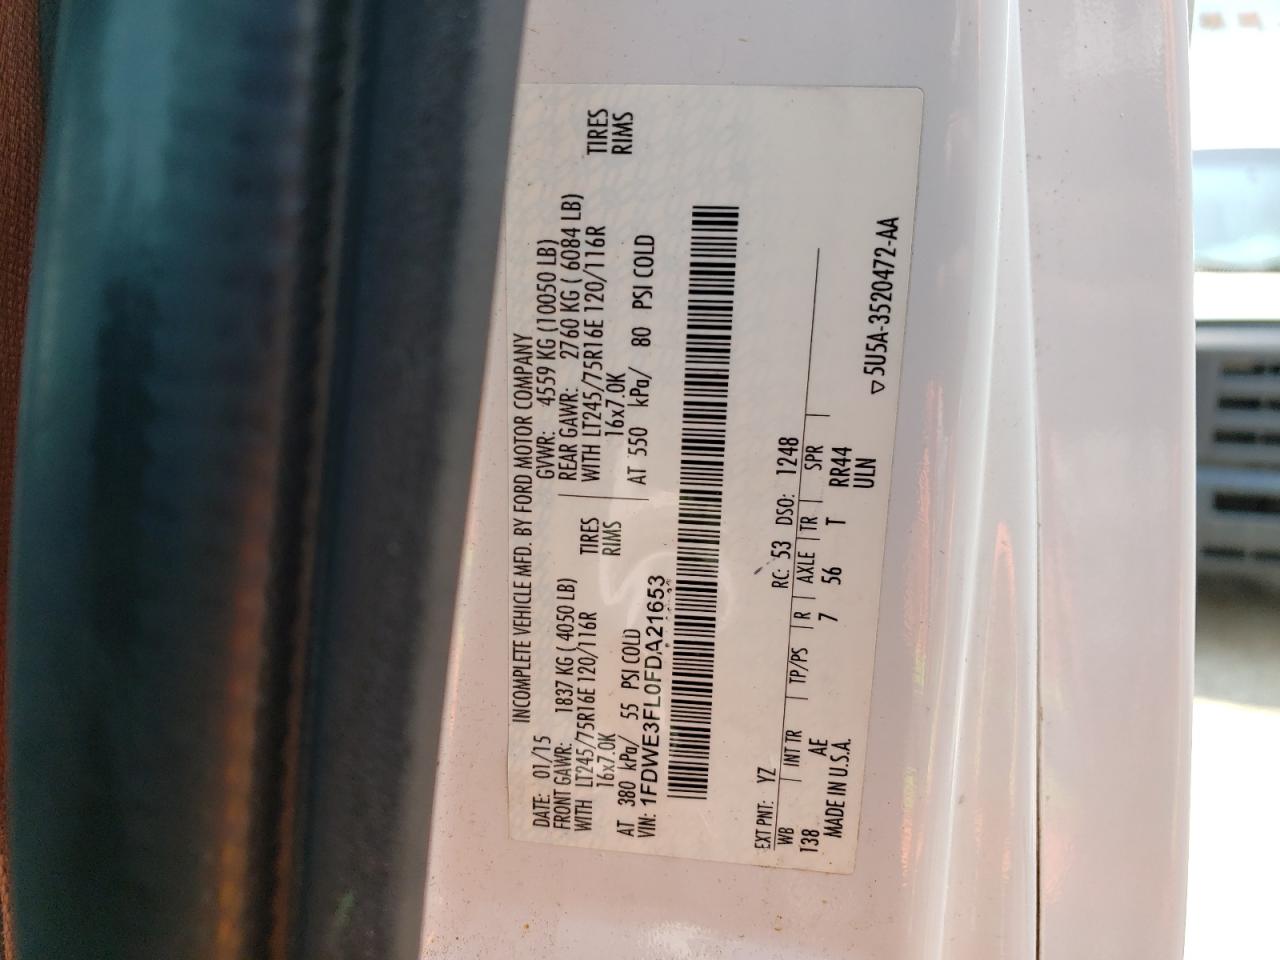 INCOMPLETE VEHICLE MFD. BY FORD MOTOR COMPANY
DATE: 01/15 GVWR: 4559 KG (10050 LB)
FRONT GAWR: 1837 KG ( 4050 LB) REAR GAWR: 2760 KG ( 6084 LB)
WITH LT245/75R16E 120/116R TIRES WITH LT245/75R16E 120/116R TIRES
16x7.0K RIMS 16x7.0K RIMS
AT 380 kPa/ 55 PSI COLD AT 550 kPa/ 80 PSI COLD
VIN: 1FDWE3FL0FDA21653
EXT PNT: YZ RC: 53 DSO: 1248
WB INT TR TP/PS R AXLE TR SPR
138 AE 7 56 T RR44
MADE IN U.S.A. ULN
▽5U5A-3520472-AA